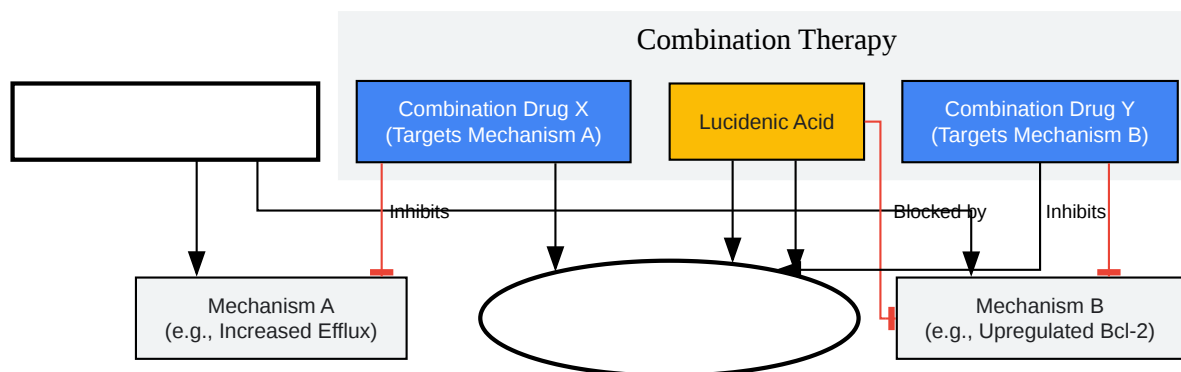 Combination Therapy
Combination Drug X
(Targets Mechanism A)
Lucidenic Acid
Combination Drug Y
(Targets Mechanism B)
Inhibits
Blocked by
Inhibits
Mechanism A
(e.g., Increased Efflux)
Mechanism B
(e.g., Upregulated Bcl-2)